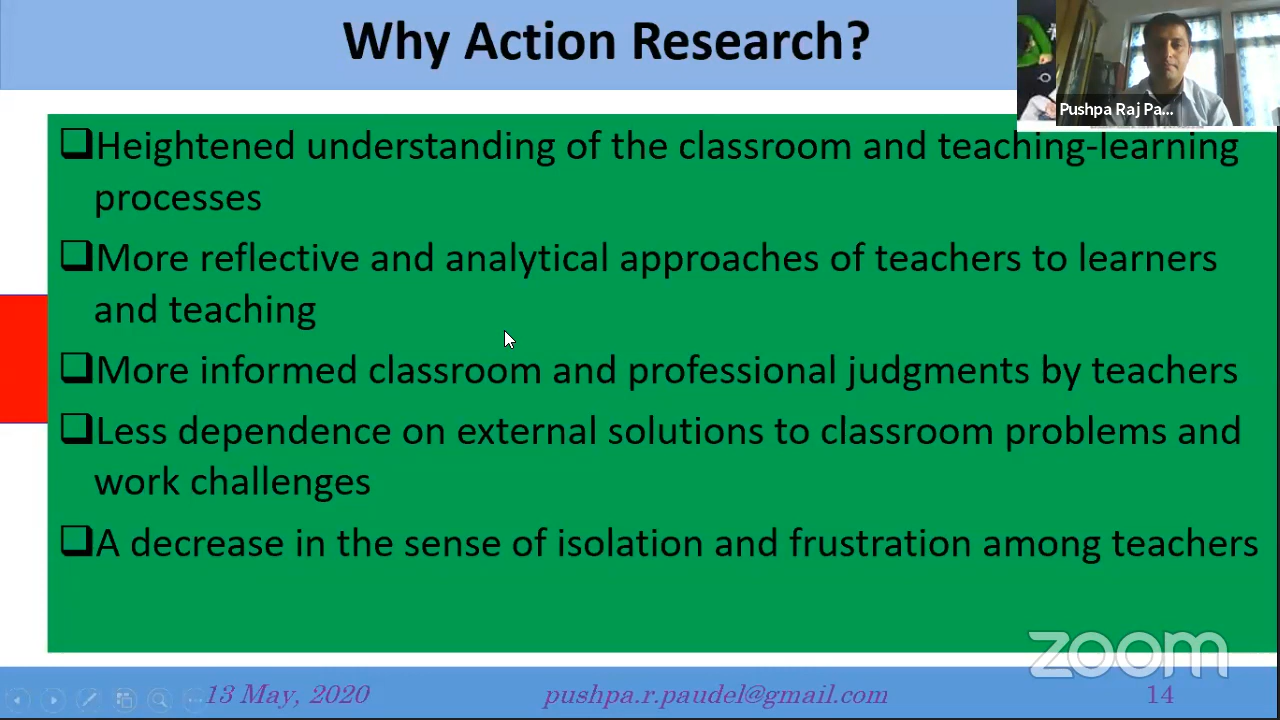 Why Action Research?
Pushpa Raj Pa...
❑Heightened understanding of the classroom and teaching-learning
processes
❑More reflective and analytical approaches of teachers to learners
and teaching
❑More informed classroom and professional judgments by teachers
❑Less dependence on external solutions to classroom problems and
work challenges
❑A decrease in the sense of isolation and frustration among teachers
zoom
13 May, 2020
pushpa.r.paudel@gmail.com
14